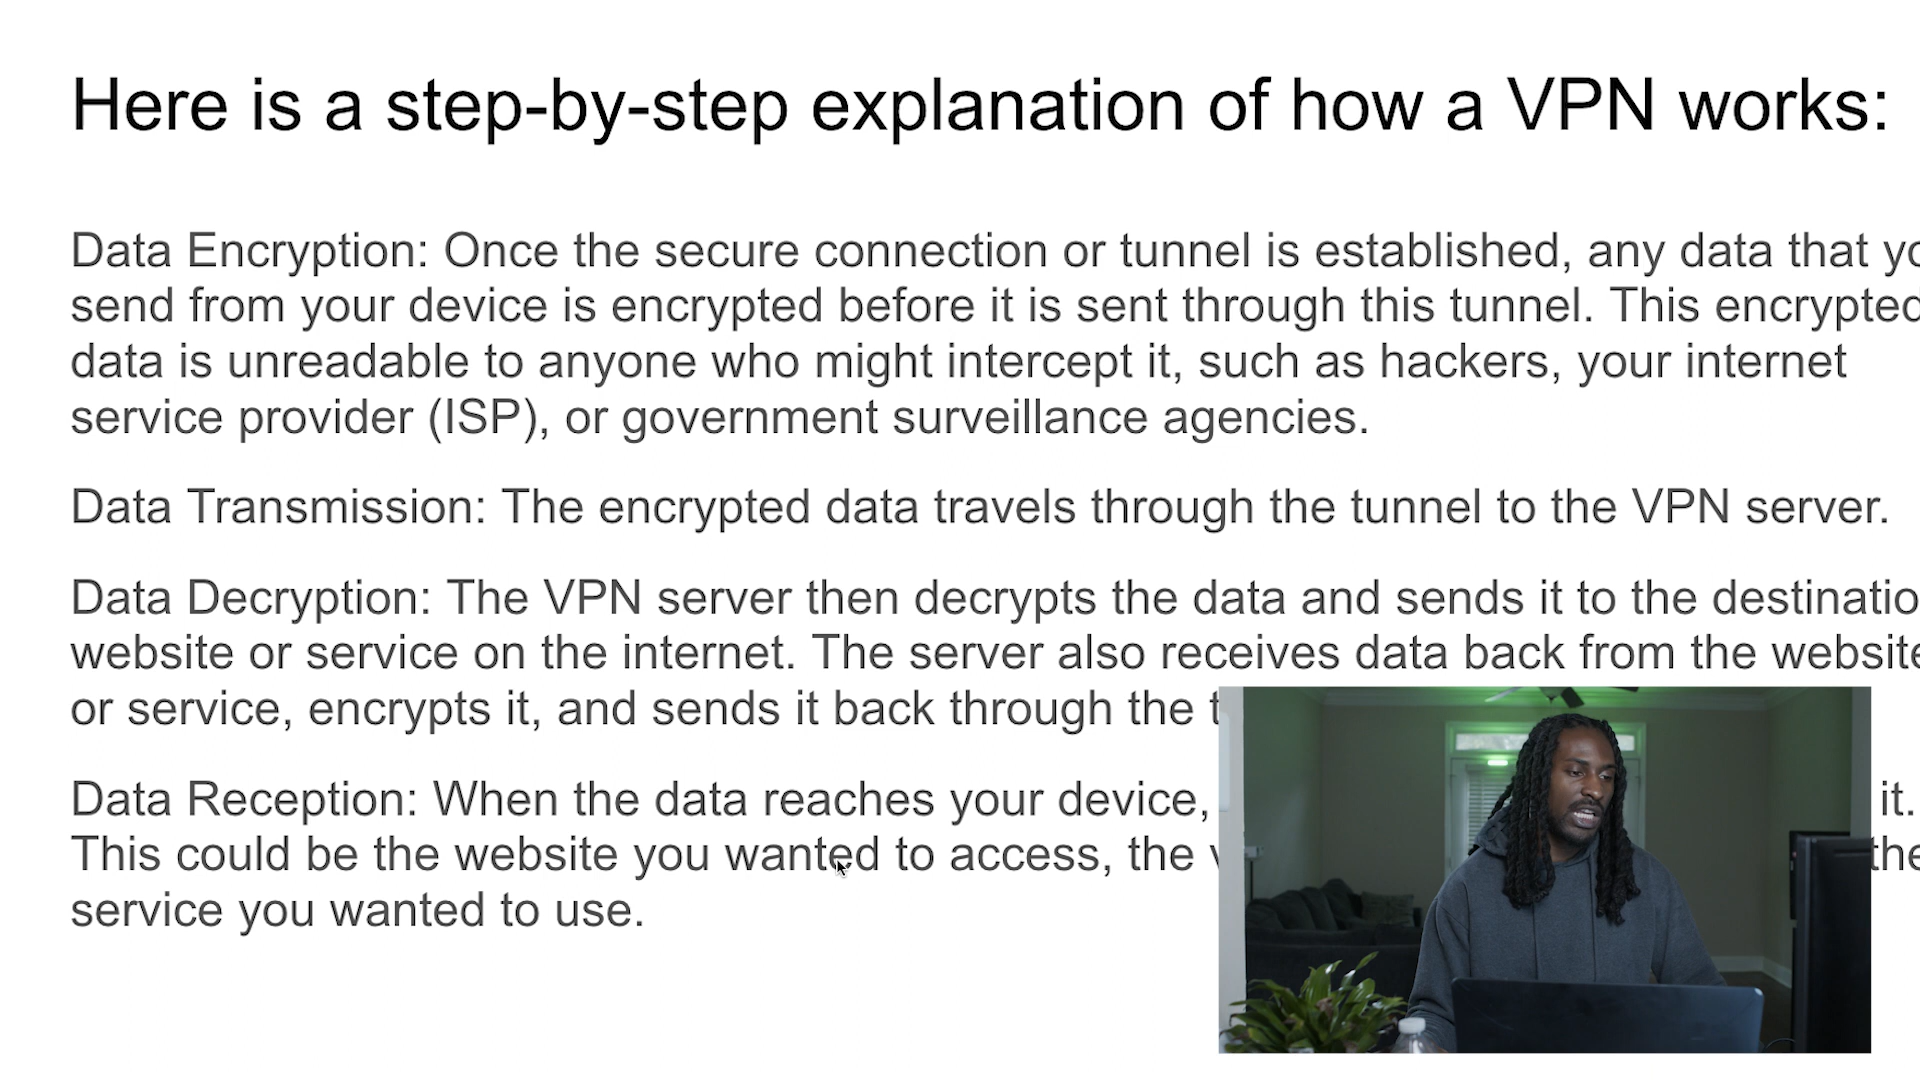 Here is a step-by-step explanation of how a VPN works:
Data Encryption: Once the secure connection or tunnel is established, any data that
send from your device is encrypted before it is sent through this tunnel. This encrypted
data is unreadable to anyone who might intercept it, such as hackers, your internet
service provider (ISP), or government surveillance agencies.
Data Transmission: The encrypted data travels through the tunnel to the VPN server.
Data Decryption: The VPN server then decrypts the data and sends it to the destinatio
website or service on the internet. The server also receives data back from the website
or service, encrypts it, and sends it back through the
Data Reception: When the data reaches your device, it.
This could be the website you wanted to access, the the
service you wanted to use.